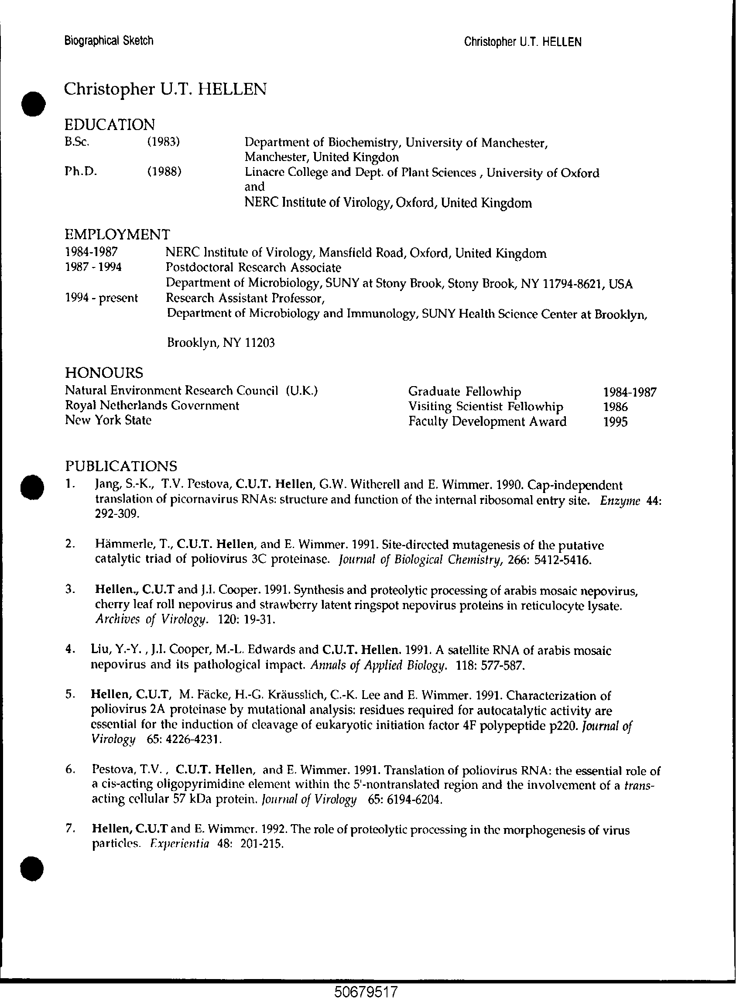 Biographical Sketch Christopher U.T. HELLEN
Christopher U.T. HELLEN
EDUCATION
B.Sc. (1983) Department of Biochemistry, University of Manchester,
Manchester, United Kingdon
Ph.D. (1988) Linacre College and Dept. of Plant Sciences , University of Oxford
and
NERC Institute of Virology, Oxford, United Kingdom
EMPLOYMENT
1984-1987 NERC Institute of Virology, Mansfield Road, Oxford, United Kingdom
1987 - 1994 Postdoctoral Research Associate
Department of Microbiology, SUNY at Stony Brook, Stony Brook, NY 11794-8621, USA
1994 - present Research Assistant Professor,
Department of Microbiology and Immunology, SUNY Health Science Center at Brooklyn,
Brooklyn, NY 11203
HONOURS
Natural Environment Research Council (U.K.) Graduate Fellowhip 1984-1987
Royal Netherlands Government Visiting Scientist Fellowhip 1986
New York State Faculty Development Award 1995
PUBLICATIONS
1. Jang, S.-K., T.V. Pestova, C.U.T. Hellen, G.W. Witherell and E. Wimmer. 1990. Cap-independent
translation of picornavirus RNAs: structure and function of the internal ribosomal entry site. Enzyme 44:
292-309.
2. Hämmerle, T., C.U.T. Hellen, and E. Wimmer. 1991. Site-directed mutagenesis of the putative
catalytic triad of poliovirus 3C proteinase. Journal of Biological Chemistry, 266: 5412-5416.
3. Hellen., C.U.T and J.I. Cooper. 1991. Synthesis and proteolytic processing of arabis mosaic nepovirus,
cherry leaf roll nepovirus and strawberry latent ringspot nepovirus proteins in reticulocyte lysate.
Archives of Virology. 120: 19-31.
4. Liu, Y.-Y. , J.I. Cooper, M.-L. Edwards and C.U.T. Hellen. 1991. A satellite RNA of arabis mosaic
nepovirus and its pathological impact. Annals of Applied Biology. 118: 577-587.
5. Hellen, C.U.T, M. Fäcke, H.-G. Kräusslich, C.-K. Lee and E. Wimmer. 1991. Characterization of
poliovirus 2A proteinase by mutational analysis: residues required for autocatalytic activity are
essential for the induction of cleavage of eukaryotic initiation factor 4F polypeptide p220. Journal of
Virology 65: 4226-4231.
6. Pestova, T.V. , C.U.T. Hellen, and E. Wimmer. 1991. Translation of poliovirus RNA: the essential role of
a cis-acting oligopyrimidine element within the 5'-nontranslated region and the involvement of a trans-
acting cellular 57 kDa protein. Journal of Virology 65: 6194-6204.
7. Hellen, C.U.T and E. Wimmer. 1992. The role of proteolytic processing in the morphogenesis of virus
particles. Experientia 48: 201-215.
50679517